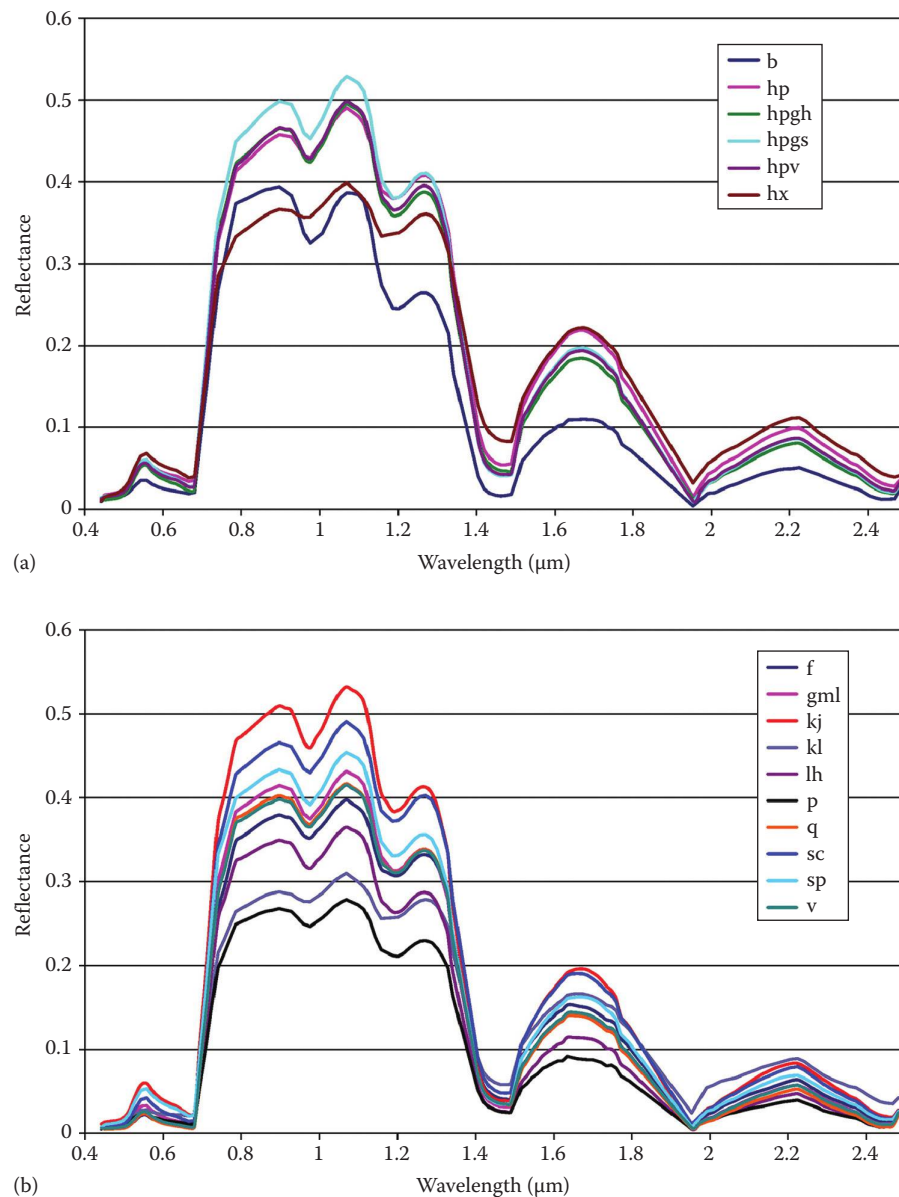 0.6
b
hp
0.5
hpgh
hpgs
hpv
0.4
hx
Reflectance
0.3
0.2
0.1
0
0.4 0.6 0.8 1 1.2 1.4 1.6 1.8 2 2.2 2.4
(a)
Wavelength (μm)
0.6
f
gml
0.5
kj
kl
lh
0.4
p
q
sc
sp
v
Reflectance
0.3
0.2
0.1
0
0.4 0.6 0.8 1 1.2 1.4 1.6 1.8 2 2.2 2.4
(b)
Wavelength (μm)